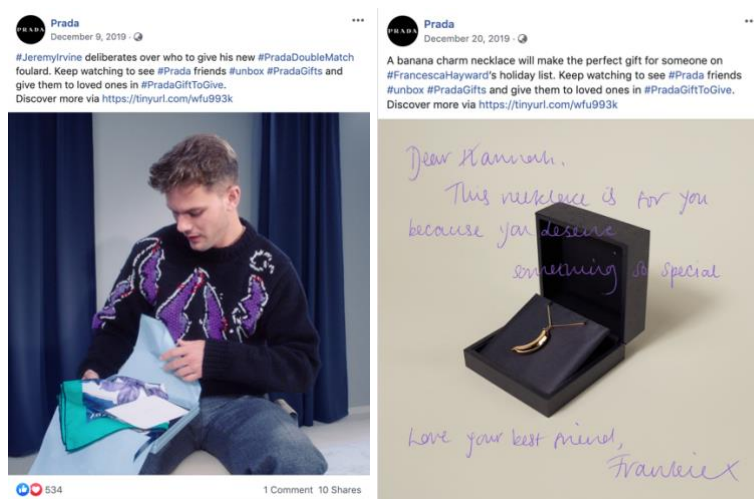 PRADA
Prada
December 9, 2019
#JeremyIrvine deliberates over who to give his new #PradaDoubleMatch
foulard. Keep watching to see #Prada friends #unbox #PradaGifts and
give them to loved ones in #PradaGiftToGive.
Discover more via https://tinyurl.com/wfu993k
534
1 Comment 10 Shares
PRADA
Prada
December 20, 2019
A banana charm necklace will make the perfect gift for someone on
#FrancescaHayward's holiday list. Keep watching to see #Prada friends
#unbox #PradaGifts and give them to loved ones in #PradaGiftToGive.
Discover more via https://tinyurl.com/wfu993k
Dear Hannah.
This necklace is for you
because you deserve
something so special
Love your best friend,
Frankie X